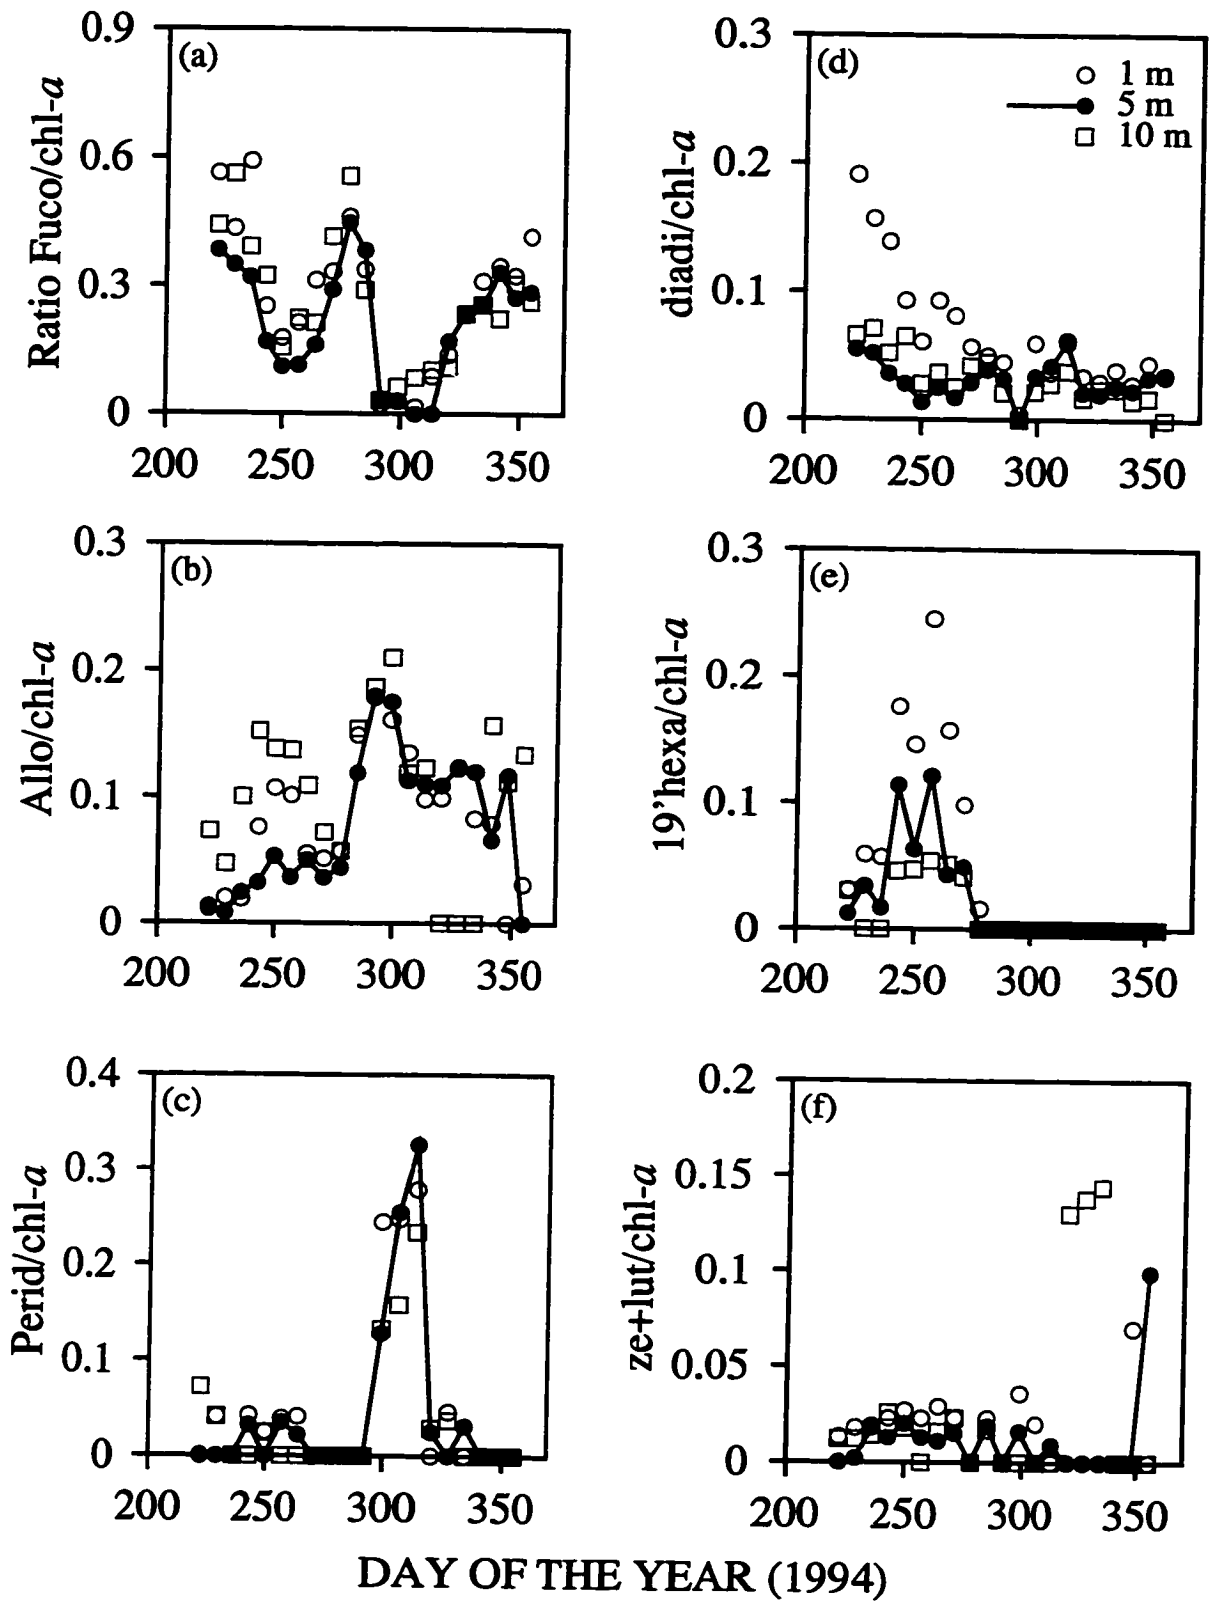 0.9
(a)
0.6
0.3
0
Ratio Fuco/chl-a
200 250 300 350
0.3
(d)
1 m
5 m
10 m
0.2
0.1
0
diadi/chl-a
200 250 300 350
0.3
(b)
0.2
0.1
0
Allo/chl-a
200 250 300 350
0.3
(e)
0.2
0.1
0
19'hexa/chl-a
200 250 300 350
0.4
(c)
0.3
0.2
0.1
0
Perid/chl-a
200 250 300 350
0.2
(f)
0.15
0.1
0.05
0
ze+lut/chl-a
200 250 300 350
DAY OF THE YEAR (1994)